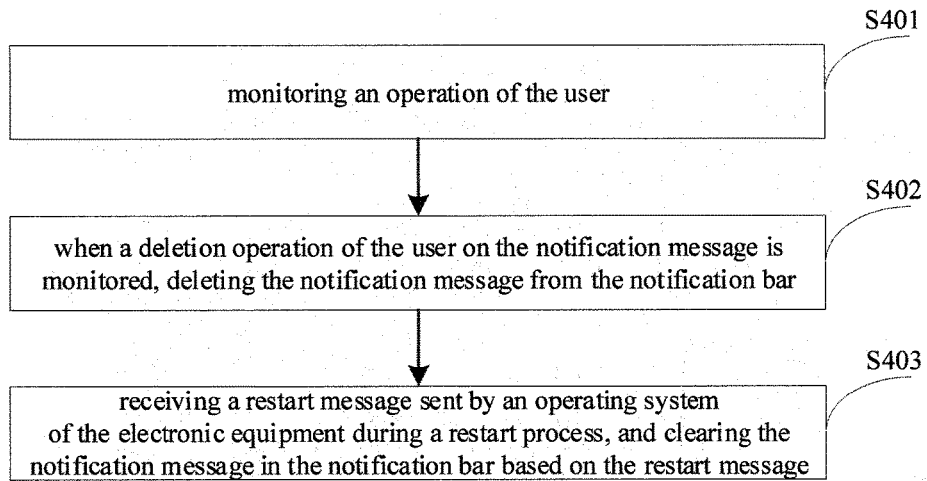 S401
monitoring an operation of the user
S402
when a deletion operation of the user on the notification message is
monitored, deleting the notification message from the notification bar
S403
receiving a restart message sent by an operating system
of the electronic equipment during a restart process, and clearing the
notification message in the notification bar based on the restart message